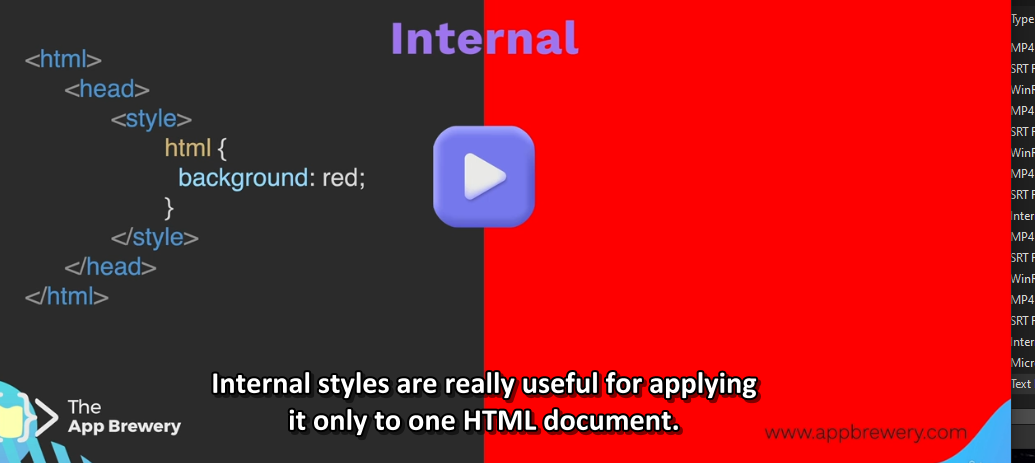 Internal
<html>
<head>
<style>
html {
background: red;
}
</style>
</head>
</html>
Internal styles are really useful for applying
it only to one HTML document.
The
App Brewery
www.appbrewery.com
Type
MP4
SRT F
WinF
MP4
SRT F
WinF
MP4
SRT F
Inter
MP4
SRT F
WinF
MP4
SRT F
Inter
Micr
Text